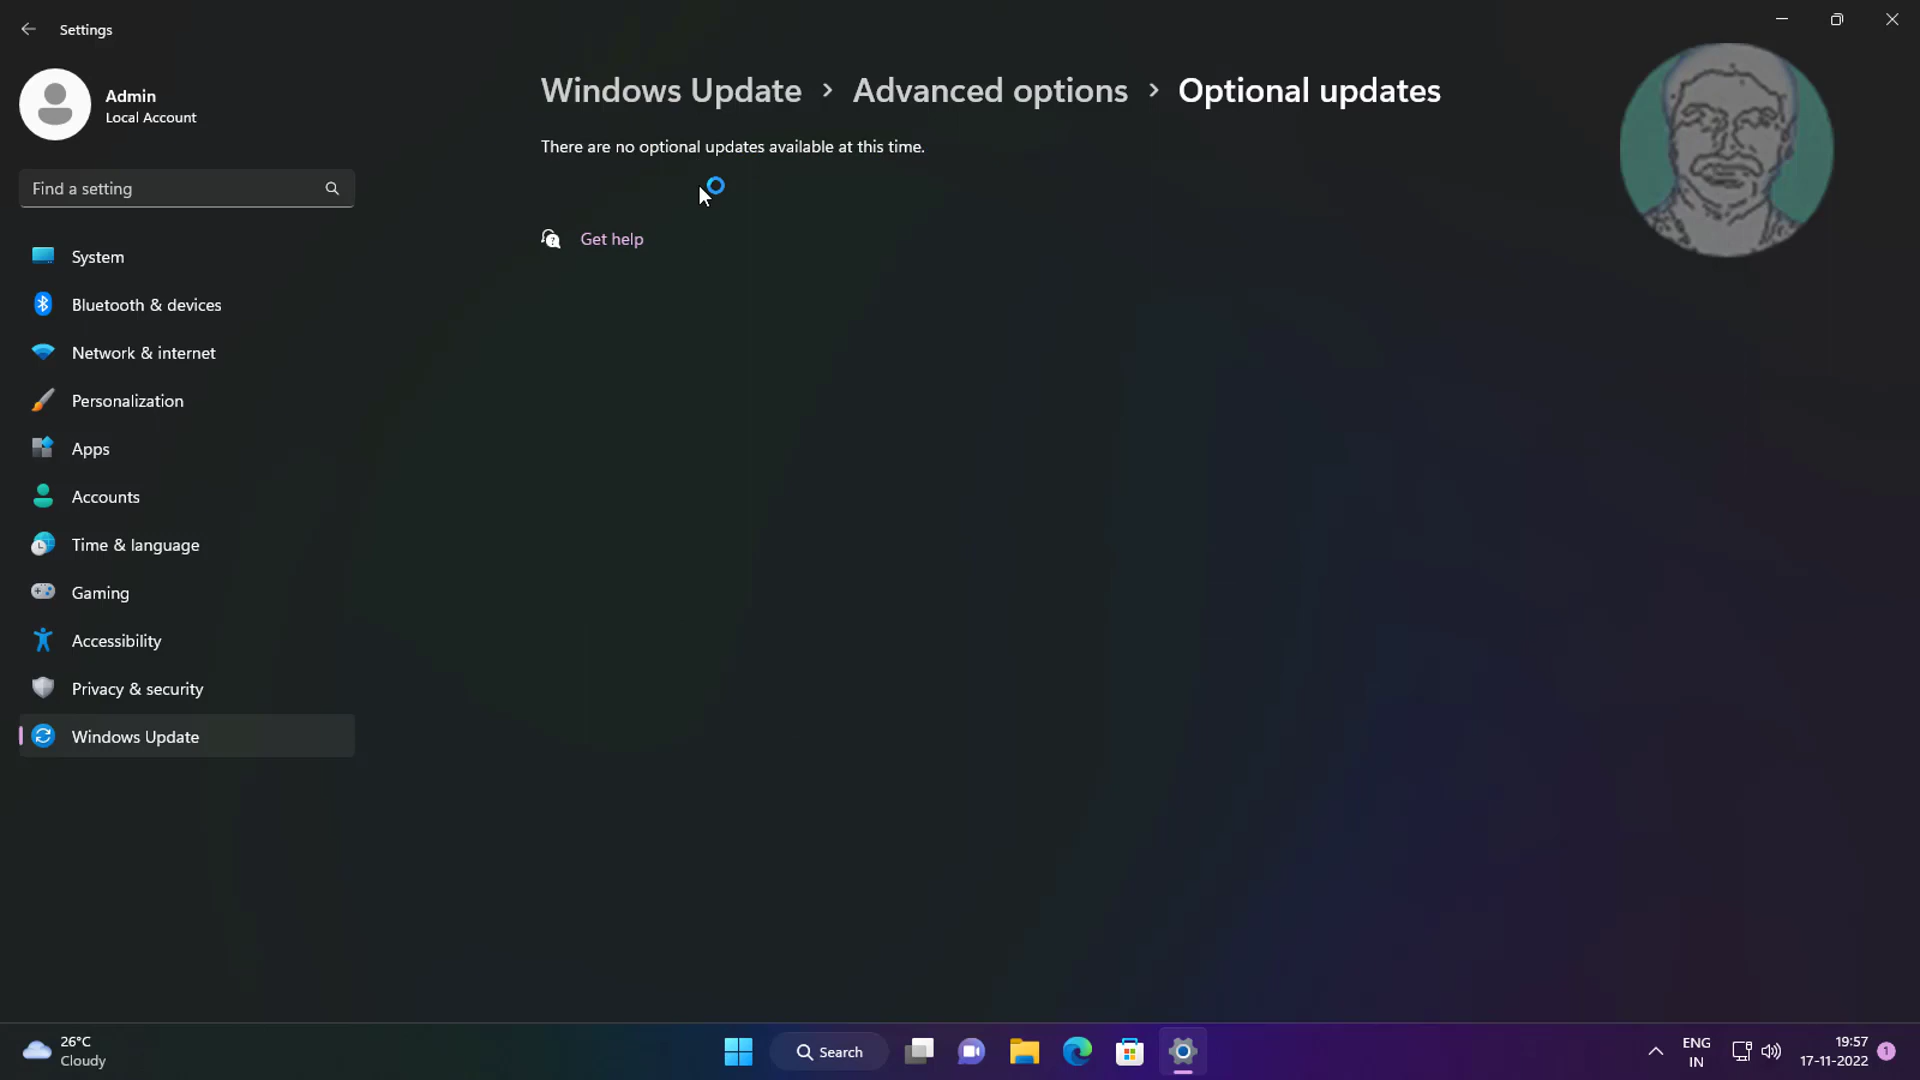 Settings
Admin
Local Account
Find a setting
System
Bluetooth & devices
Network & internet
Personalization
Apps
Accounts
Time & language
Gaming
Accessibility
Privacy & security
Windows Update
Windows Update > Advanced options > Optional updates
There are no optional updates available at this time.
Get help
26°C
Cloudy
Search
ENG
IN
19:57
17-11-2022
1